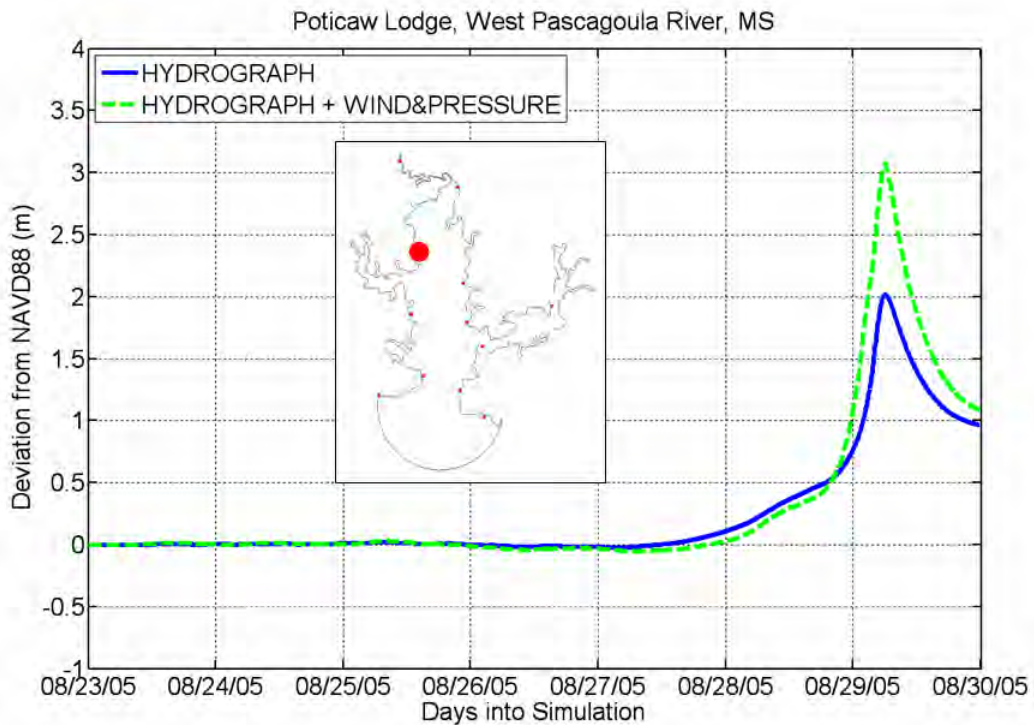 Poticaw Lodge, West Pascagoula River, MS
HYDROGRAPH
HYDROGRAPH + WIND&PRESSURE
Deviation from NAVD88 (m)
4
3.5
3
2.5
2
1.5
1
0.5
0
-0.5
-1
08/23/05 08/24/05 08/25/05 08/26/05 08/27/05 08/28/05 08/29/05 08/30/05
Days into Simulation